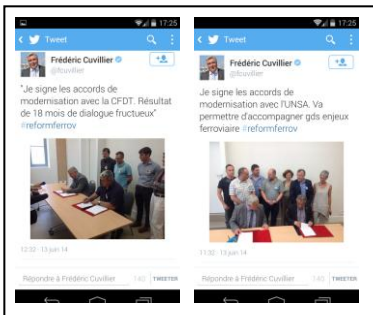 17:25
Tweet
Frédéric Cuvillier
@fcuvillier
"Je signe les accords de
modernisation avec la CFDT. Résultat
de 18 mois de dialogue fructueux"
#reformferrov
12:32 · 13 juin 14
Répondre à Frédéric Cuvillier 140 TWEETER
17:25
Tweet
Frédéric Cuvillier
@fcuvillier
Je signe les accords de
modernisation avec l'UNSA. Va
permettre d'accompagner gds enjeux
ferroviaire #reformferrov
11:32 · 13 juin 14
Répondre à Frédéric Cuvillier 140 TWEETER